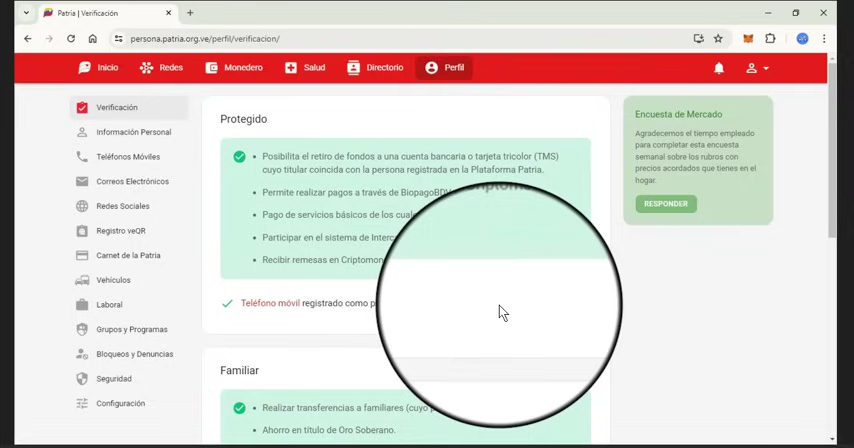 Patria | Verificación
persona.patria.org.ve/perfil/verificacion/
Inicio
Redes
Monedero
Salud
Directorio
Perfil
Verificación
Información Personal
Teléfonos Móviles
Correos Electrónicos
Redes Sociales
Registro veQR
Carnet de la Patria
Vehículos
Laboral
Grupos y Programas
Bloqueos y Denuncias
Seguridad
Configuración
Protegido
Posibilita el retiro de fondos a una cuenta bancaria o tarjeta tricolor (TMS)
cuyo titular coincida con la persona registrada en la Plataforma Patria.
Permite realizar pagos a través de BiopagoBDV
Pago de servicios básicos de los
Participar en el sistema de
Recibir remesas en
Teléfono móvil registrado como
Familiar
Realizar transferencias a familiares (cuyo
Ahorro en título de Oro Soberano.
Encuesta de Mercado
Agradecemos el tiempo empleado
para completar esta encuesta
semanal sobre los rubros con
precios acordados que tienes en el
hogar.
RESPONDER